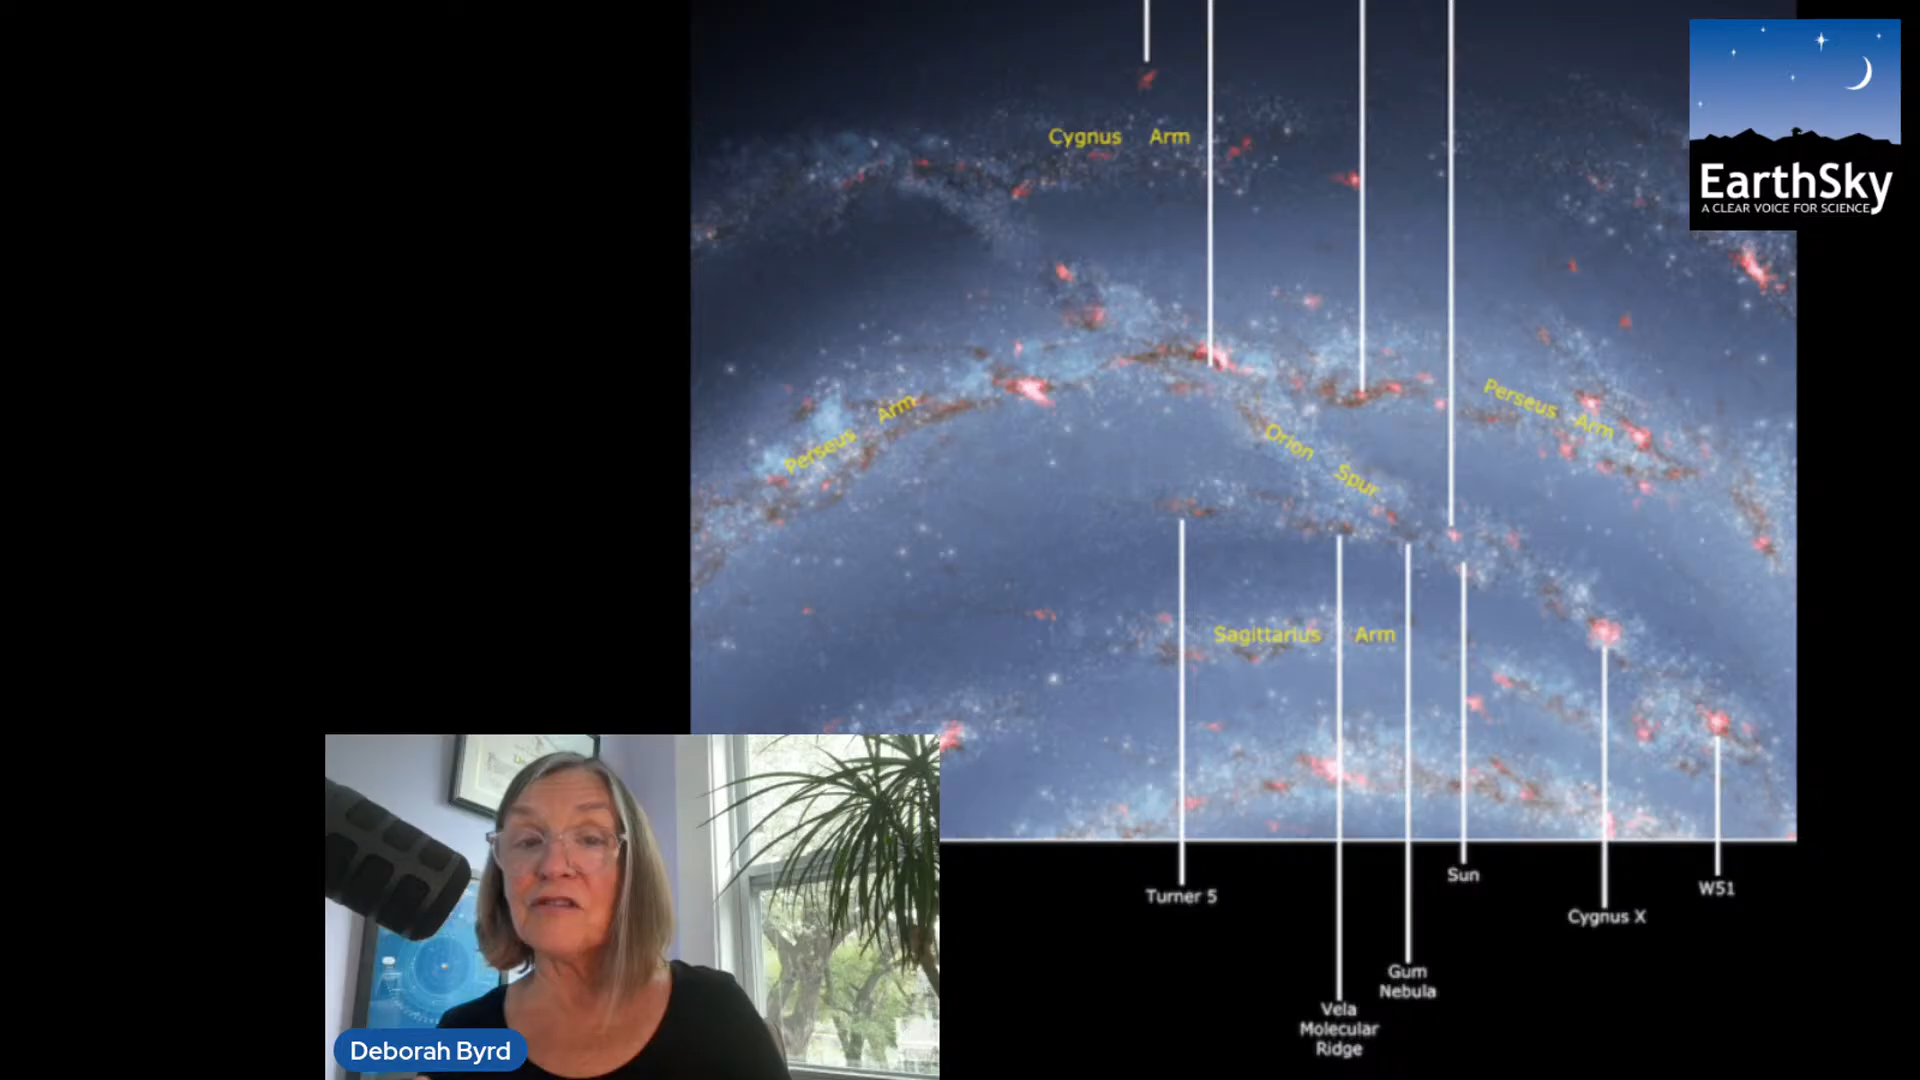 Cygnus Arm
EarthSky
A CLEAR VOICE FOR SCIENCE
Perseus Arm
Perseus Arm
Orion Spur
Sagittarius Arm
Turner 5
Sun
W51
Cygnus X
Gum
Nebula
Vela
Molecular
Ridge
Deborah Byrd